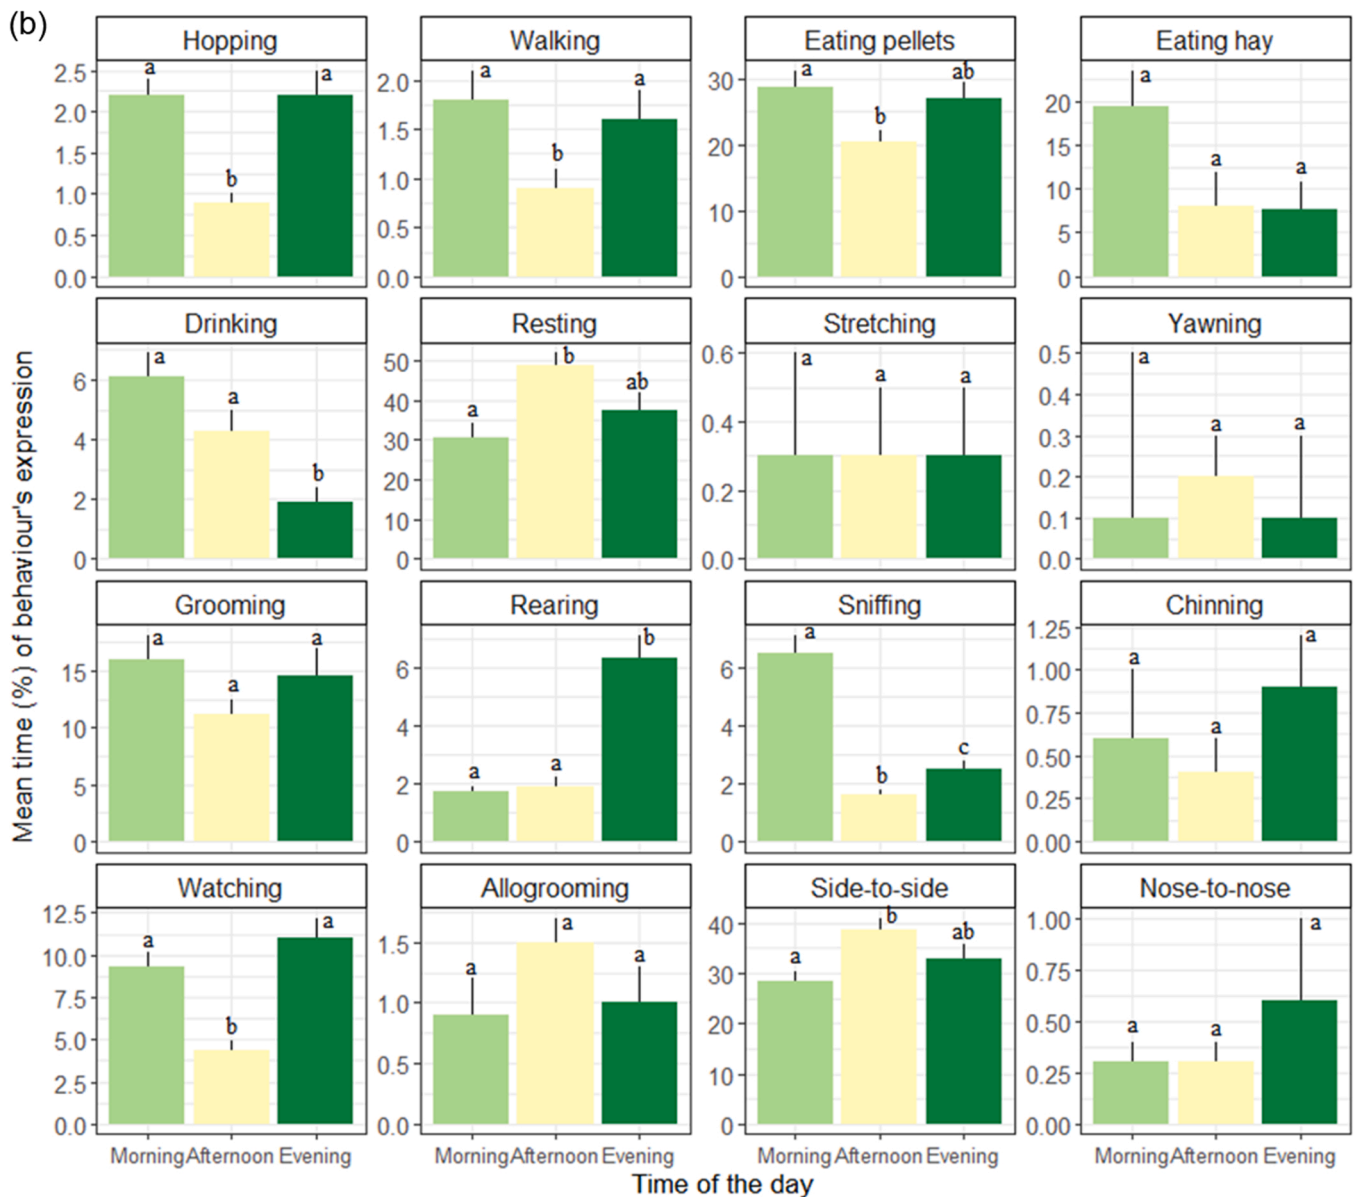 (b)
Hopping Walking Eating pellets Eating hay
2.5 2.0 1.5 1.0 0.5 0.0 a b a
2.0 1.5 1.0 0.5 0.0 a b a
30 20 10 0 a b ab
20 15 10 5 0 a a a
Drinking Resting Stretching Yawning
6 4 2 0 a a b
50 40 30 20 10 0 a b ab
0.6 0.4 0.2 0.0 a a a
0.5 0.4 0.3 0.2 0.1 0.0 a a a
Grooming Rearing Sniffing Chinning
15 10 5 0 a a a
6 4 2 0 a a b
6 4 2 0 a b c
1.25 1.00 0.75 0.50 0.25 0.00 a a a
Watching Allogrooming Side-to-side Nose-to-nose
12.5 10.0 7.5 5.0 2.5 0.0 a b a
1.5 1.0 0.5 0.0 a a a
40 30 20 10 0 a b ab
1.00 0.75 0.50 0.25 0.00 a a a
Morning Afternoon Evening Morning Afternoon Evening Morning Afternoon Evening Morning Afternoon Evening
Time of the day
Mean time (%) of behaviour's expression